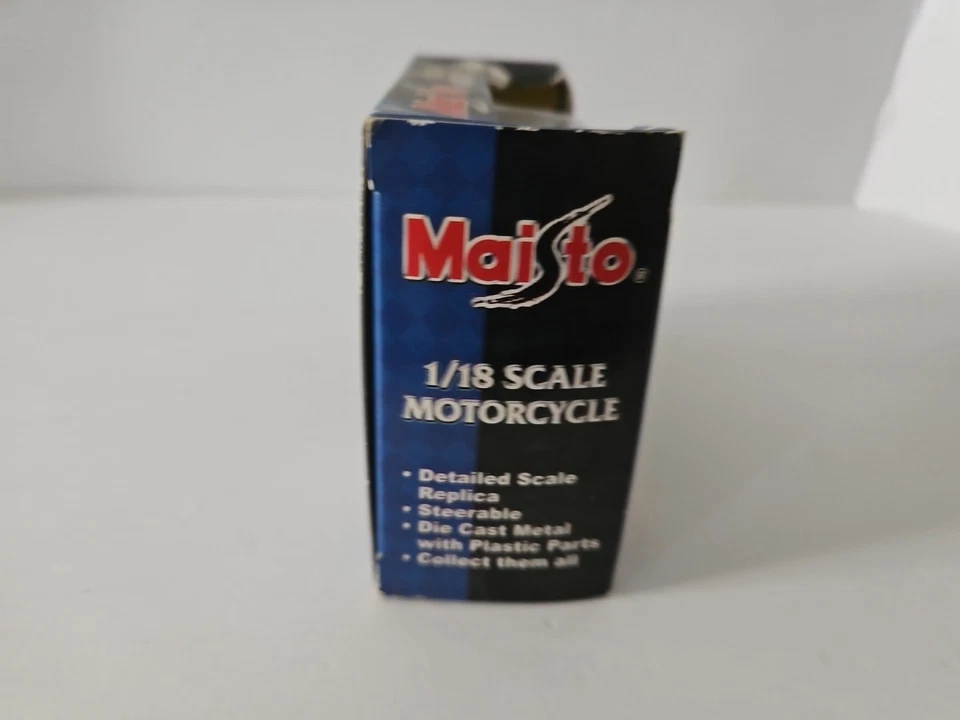 Maisto®
1/18 SCALE
MOTORCYCLE
• Detailed Scale
Replica
• Steerable
• Die Cast Metal
with Plastic Parts
• Collect them all